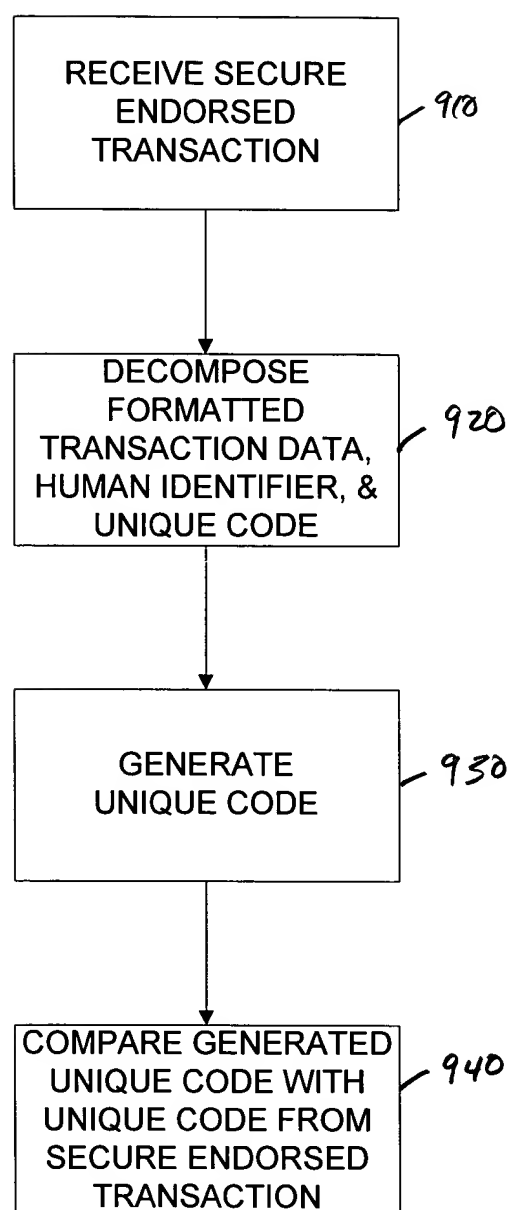 RECEIVE SECURE
ENDORSED
TRANSACTION
910
DECOMPOSE
FORMATTED
TRANSACTION DATA,
HUMAN IDENTIFIER, &
UNIQUE CODE
920
GENERATE
UNIQUE CODE
930
COMPARE GENERATED
UNIQUE CODE WITH
UNIQUE CODE FROM
SECURE ENDORSED
TRANSACTION
940